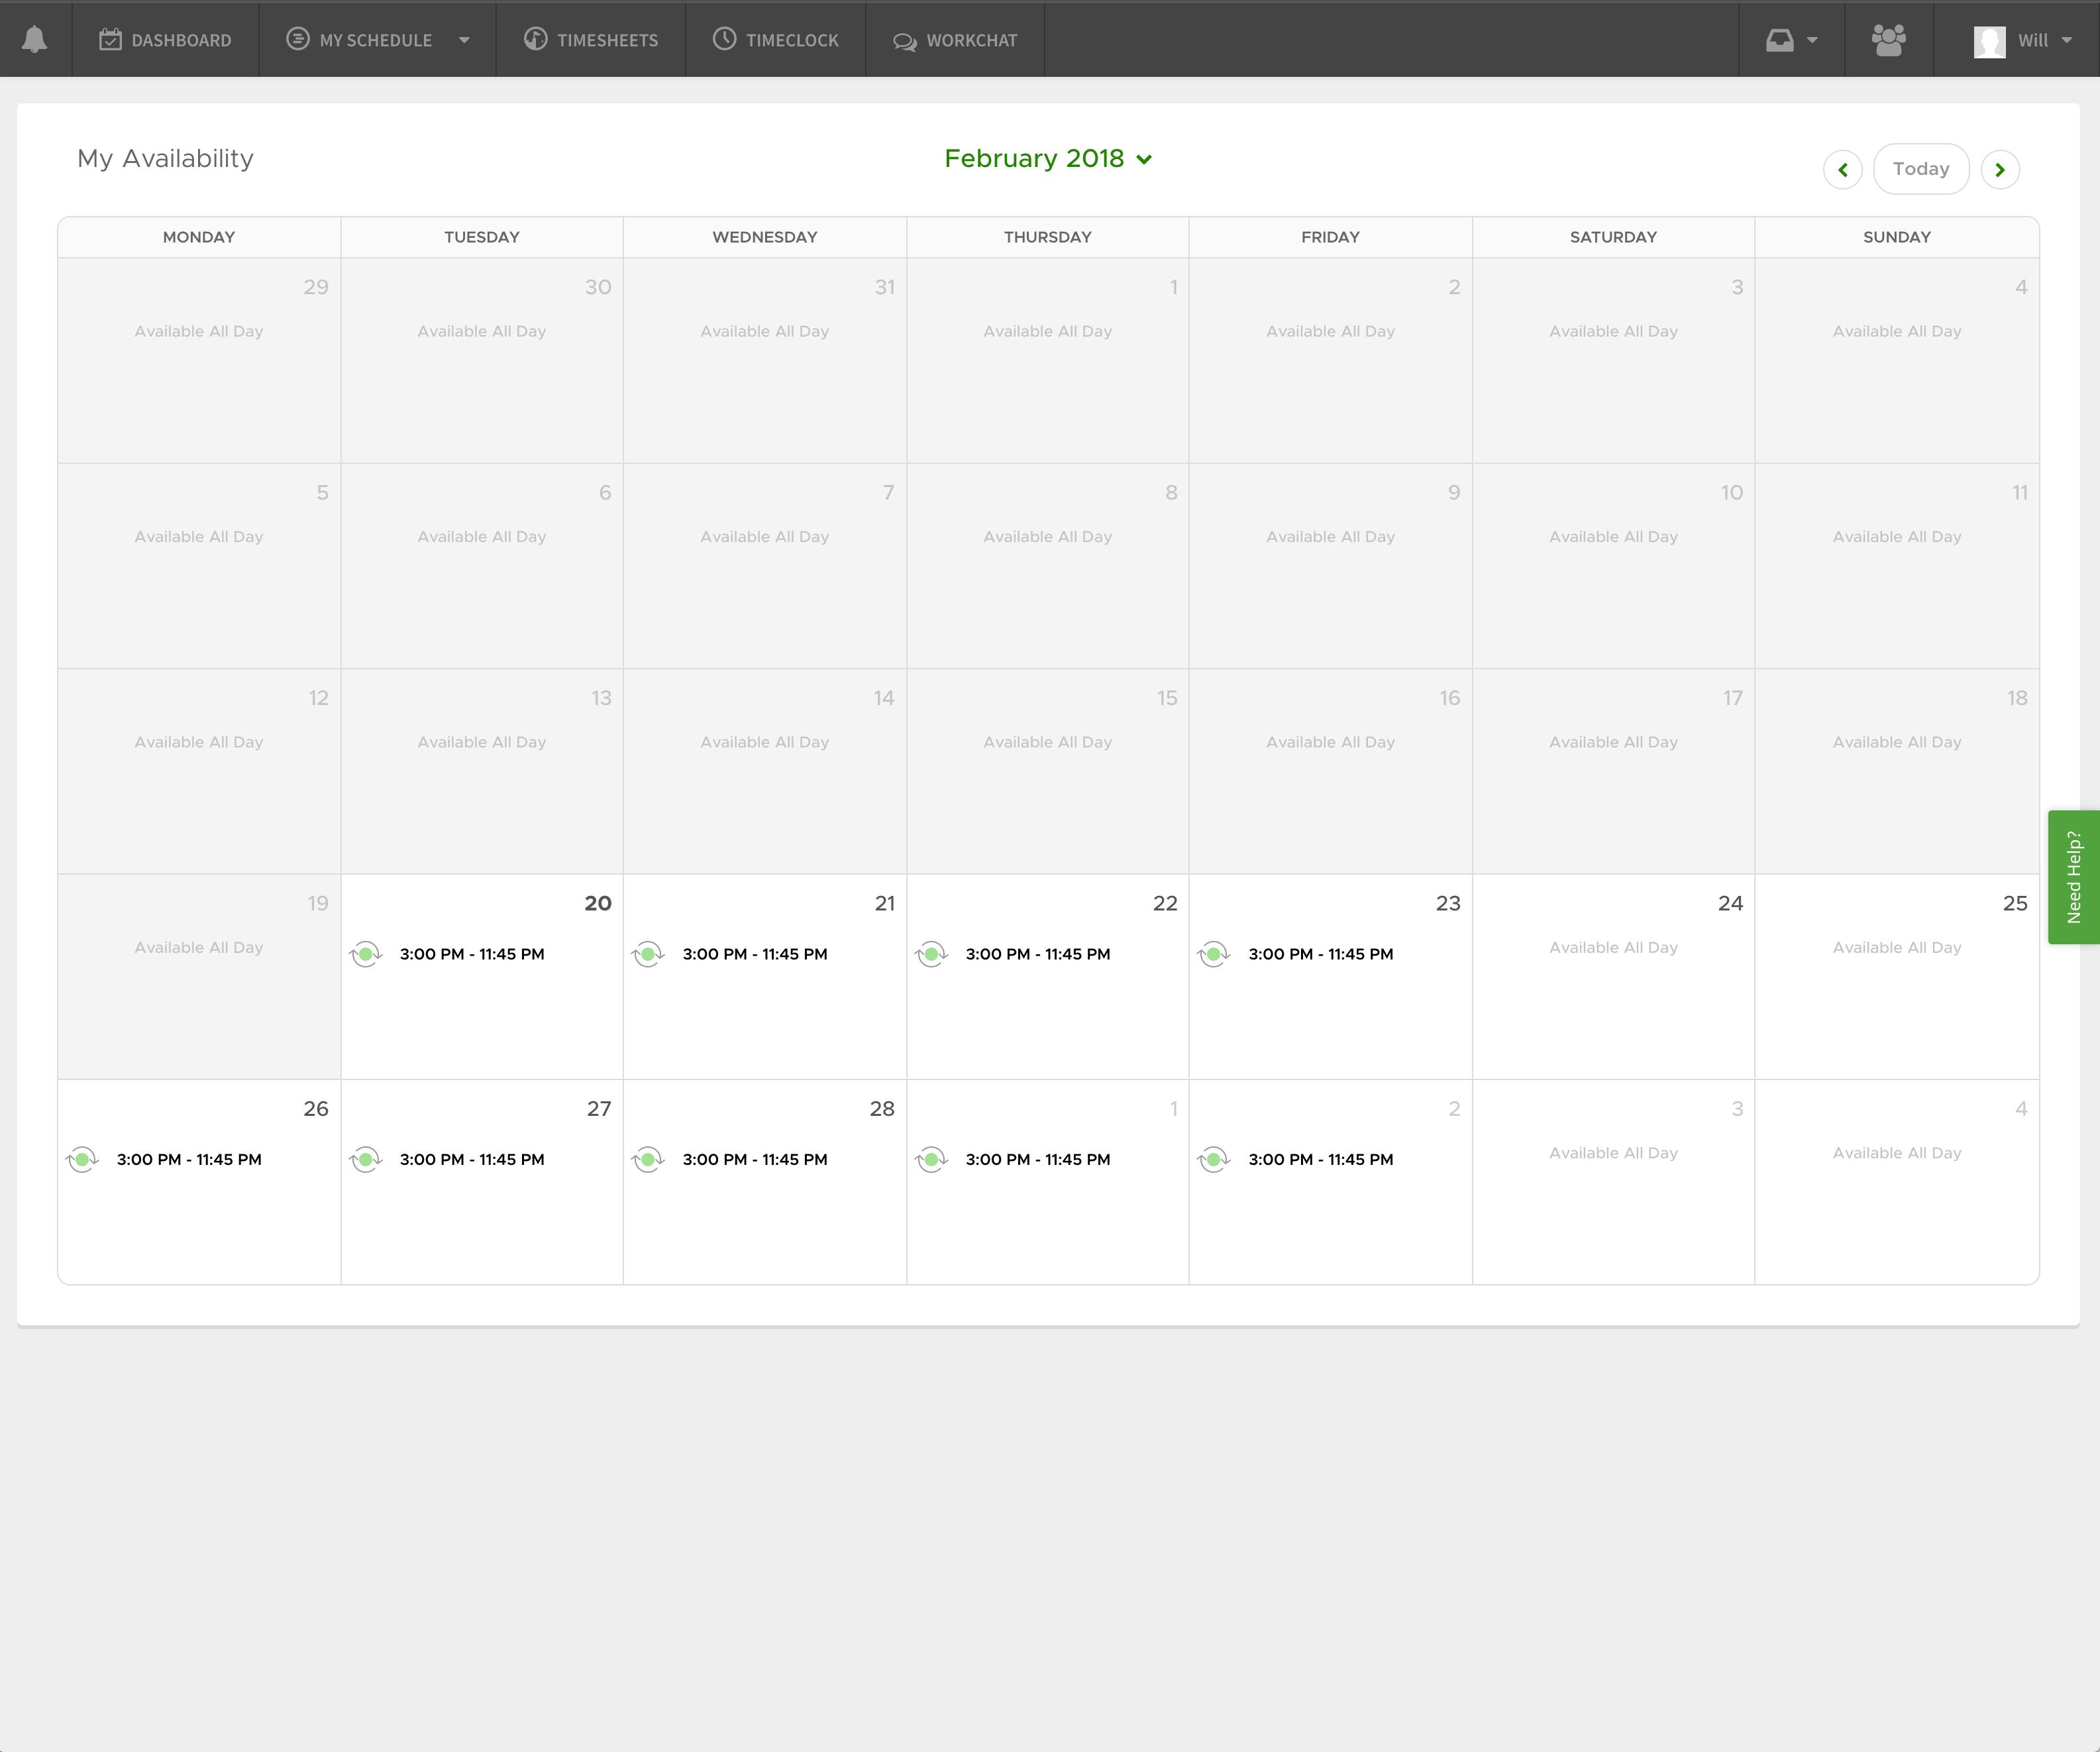 DASHBOARD MY SCHEDULE TIMESHEETS TIMECLOCK WORKCHAT Will
My Availability February 2018 Today
MONDAY TUESDAY WEDNESDAY THURSDAY FRIDAY SATURDAY SUNDAY
29 30 31 1 2 3 4
Available All Day Available All Day Available All Day Available All Day Available All Day Available All Day Available All Day
5 6 7 8 9 10 11
Available All Day Available All Day Available All Day Available All Day Available All Day Available All Day Available All Day
12 13 14 15 16 17 18
Available All Day Available All Day Available All Day Available All Day Available All Day Available All Day Available All Day
Need Help?
19 20 21 22 23 24 25
Available All Day 3:00 PM - 11:45 PM 3:00 PM - 11:45 PM 3:00 PM - 11:45 PM 3:00 PM - 11:45 PM Available All Day Available All Day
26 27 28 1 2 3 4
3:00 PM - 11:45 PM 3:00 PM - 11:45 PM 3:00 PM - 11:45 PM 3:00 PM - 11:45 PM 3:00 PM - 11:45 PM Available All Day Available All Day